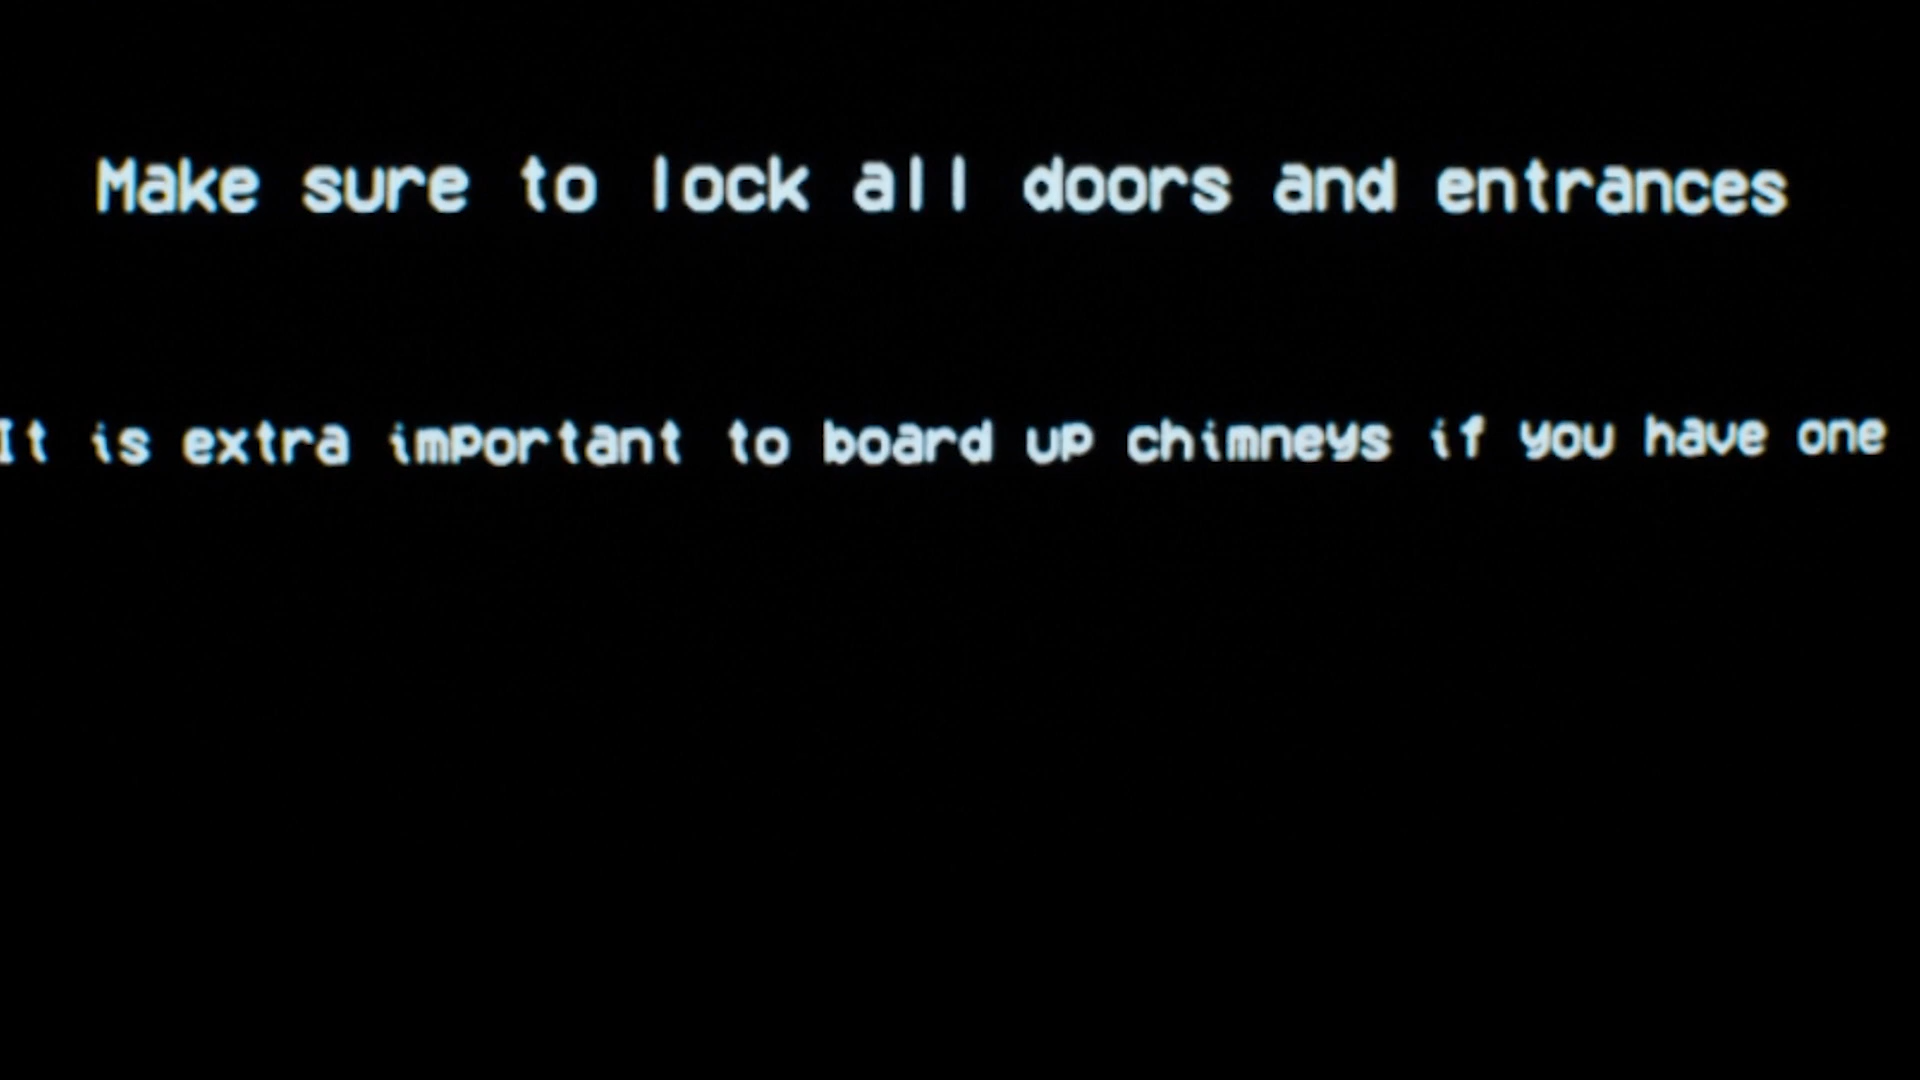 Make sure to lock all doors and entrances
It is extra important to board up chimneys if you have one